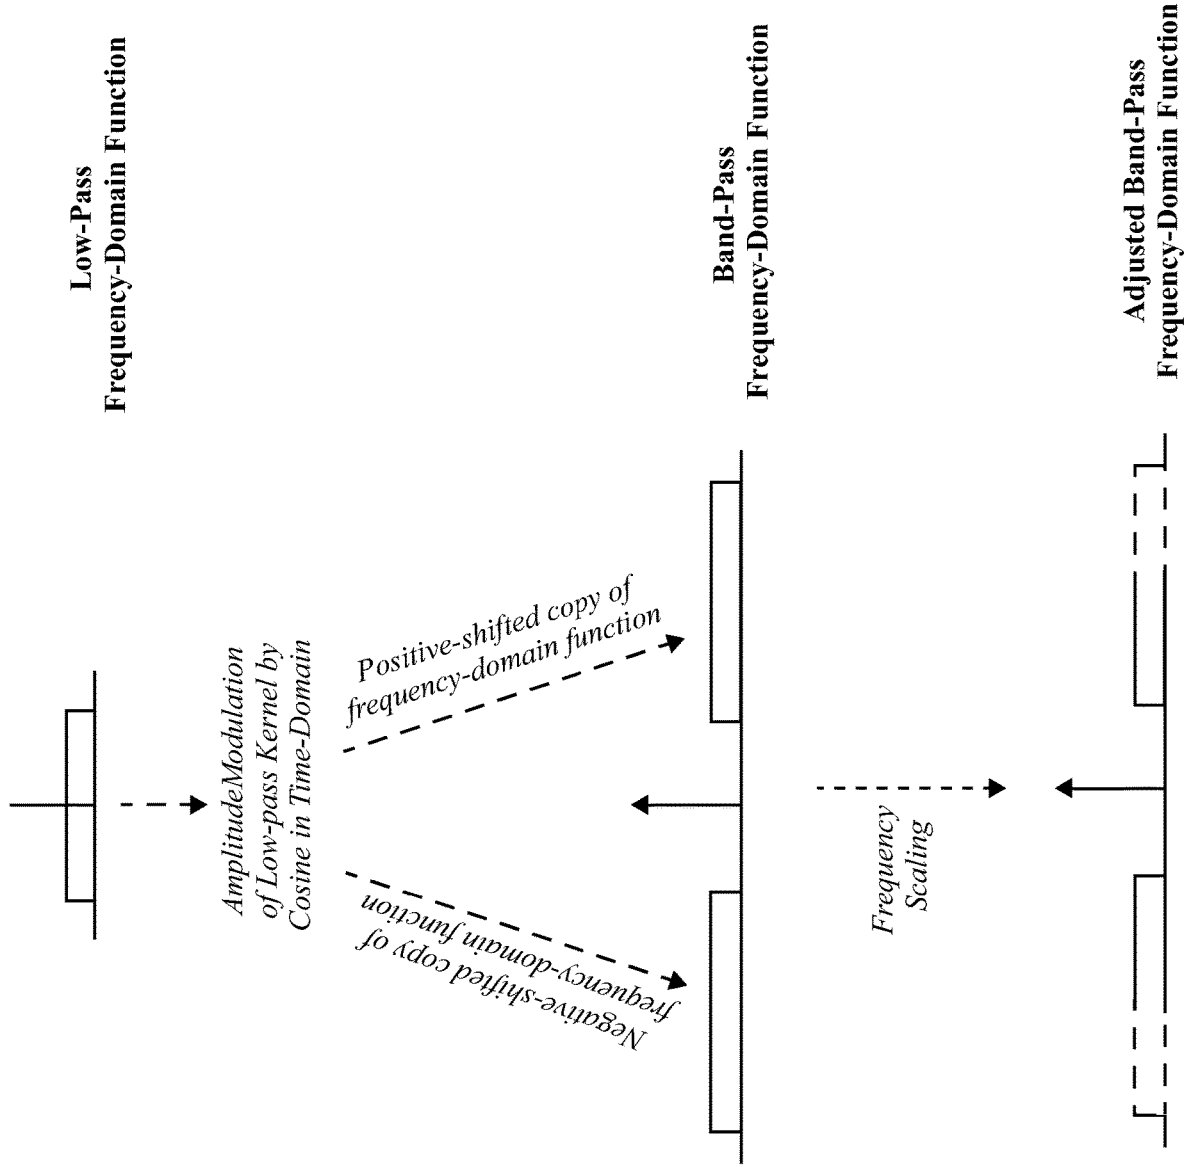 Low-Pass
Frequency-Domain Function
AmplitudeModulation
of Low-pass Kernel by
Cosine in Time-Domain
Negative-shifted copy of
frequency-domain function
Positive-shifted copy of
frequency-domain function
Band-Pass
Frequency-Domain Function
Frequency
Scaling
Adjusted Band-Pass
Frequency-Domain Function